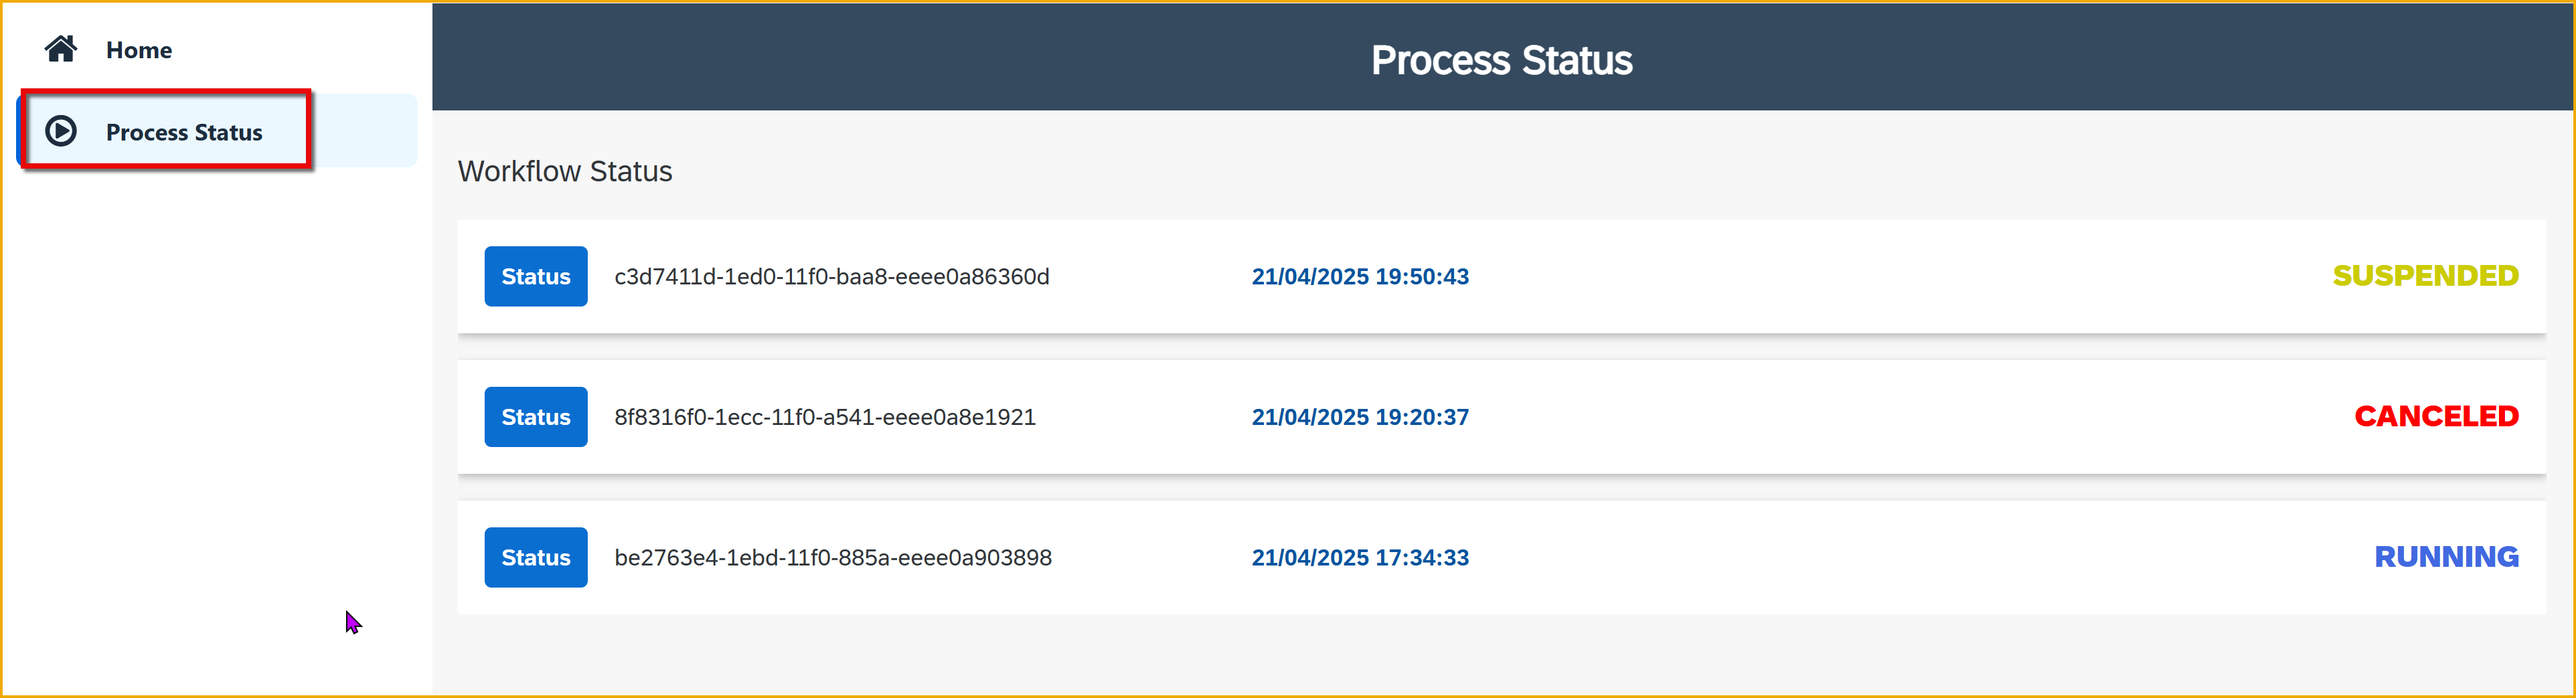 Home
Process Status
Process Status
Workflow Status
Status c3d7411d-1ed0-11f0-baa8-eeee0a86360d 21/04/2025 19:50:43 SUSPENDED
Status 8f8316f0-1ecc-11f0-a541-eeee0a8e1921 21/04/2025 19:20:37 CANCELED
Status be2763e4-1ebd-11f0-885a-eeee0a903898 21/04/2025 17:34:33 RUNNING